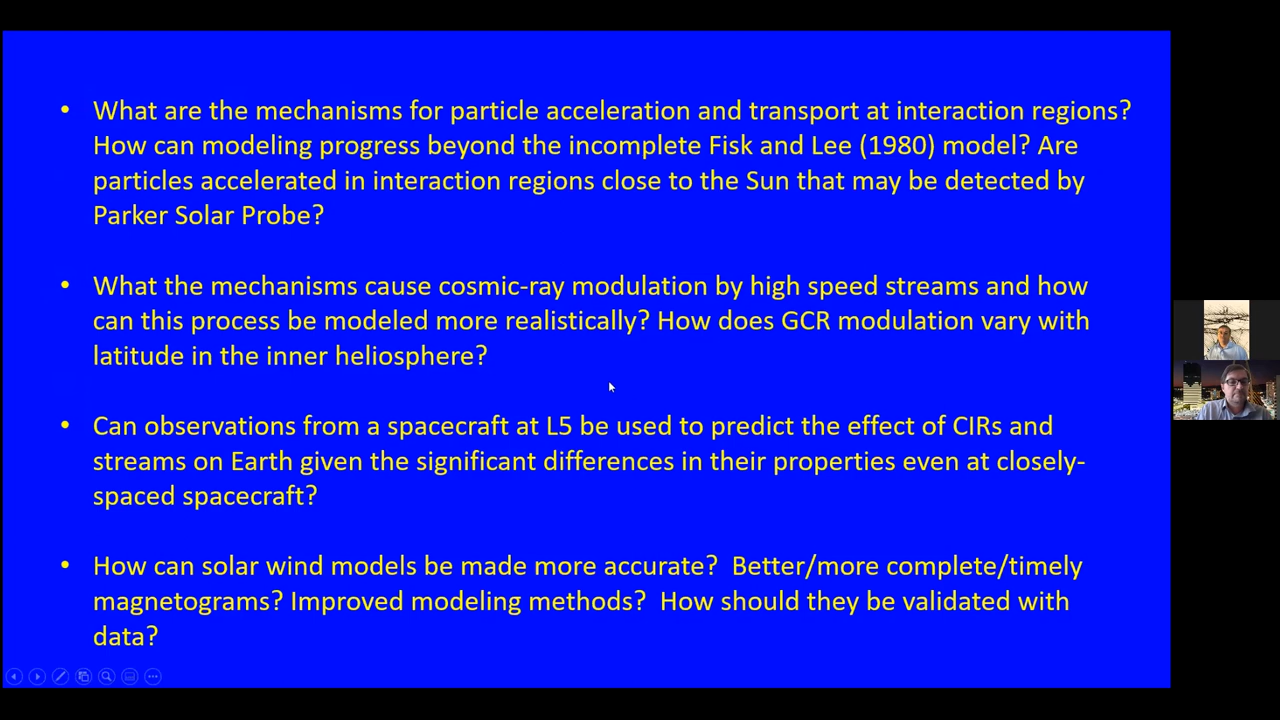 • What are the mechanisms for particle acceleration and transport at interaction regions?
How can modeling progress beyond the incomplete Fisk and Lee (1980) model? Are
particles accelerated in interaction regions close to the Sun that may be detected by
Parker Solar Probe?
• What the mechanisms cause cosmic-ray modulation by high speed streams and how
can this process be modeled more realistically? How does GCR modulation vary with
latitude in the inner heliosphere?
• Can observations from a spacecraft at L5 be used to predict the effect of CIRs and
streams on Earth given the significant differences in their properties even at closely-
spaced spacecraft?
• How can solar wind models be made more accurate?  Better/more complete/timely
magnetograms? Improved modeling methods?  How should they be validated with
data?